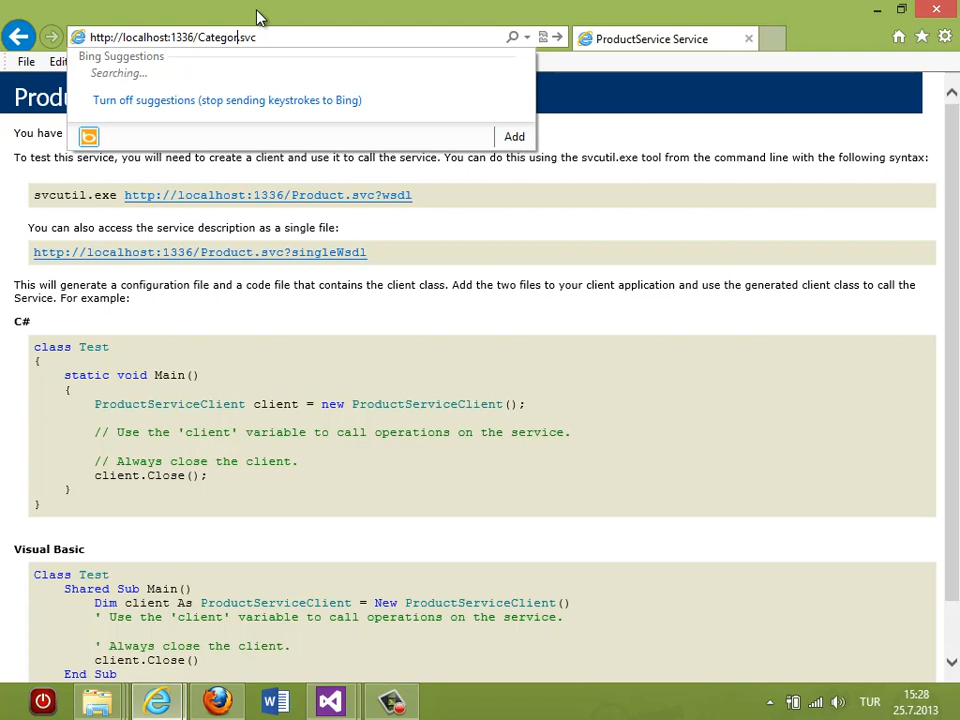 http://localhost:1336/Categor.svc
ProductService Service
File
Edi
Bing Suggestions
Searching...
Turn off suggestions (stop sending keystrokes to Bing)
Add
Produ
You have
To test this service, you will need to create a client and use it to call the service. You can do this using the svcutil.exe tool from the command line with the following syntax:
svcutil.exe http://localhost:1336/Product.svc?wsdl
You can also access the service description as a single file:
http://localhost:1336/Product.svc?singleWsdl
This will generate a configuration file and a code file that contains the client class. Add the two files to your client application and use the generated client class to call the
Service. For example:
C#
class Test
{
static void Main()
{
ProductServiceClient client = new ProductServiceClient();
// Use the 'client' variable to call operations on the service.
// Always close the client.
client.Close();
}
}
Visual Basic
Class Test
Shared Sub Main()
Dim client As ProductServiceClient = New ProductServiceClient()
' Use the 'client' variable to call operations on the service.
' Always close the client.
client.Close()
End Sub
TUR
15:28
25.7.2013